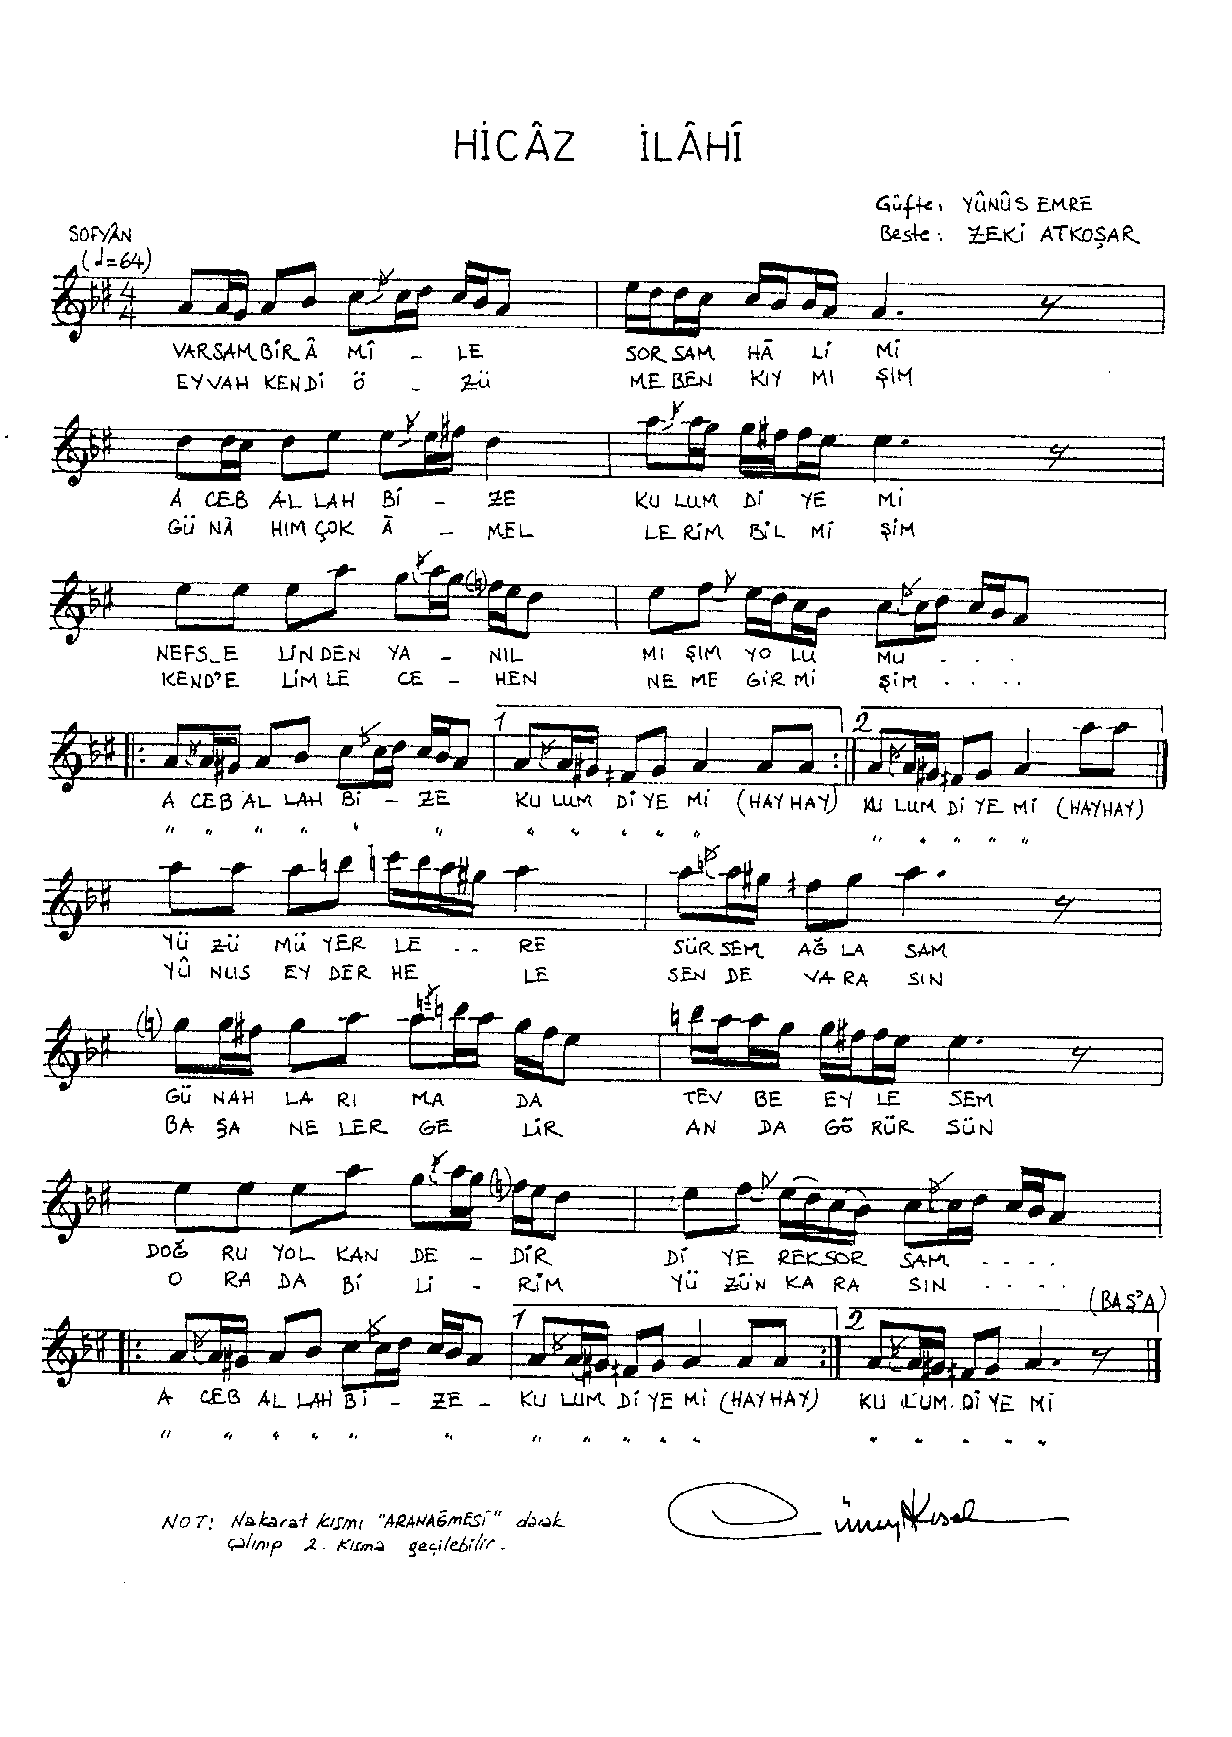 HİCÂZ İLÂHÎ
Güfte: YÛNÛS EMRE
SOFYÂN
Beste: ZEKİ ATKOŞAR
(♩=64)
4
4
VARSAM BİR Â MÎ - LE SOR SAM HÂ Lİ Mİ
EYVAH KENDİ Ö - ZÜ ME BEN KIY MI ŞIM
A CEB AL LAH Bİ - ZE KU LUM Dİ YE Mİ
GÜ NÂ HIM ÇOK Â - MEL LE RİM BİL Mİ ŞİM
NEFS_E LİN DEN YA - NIL MI ŞIM YO LU MU . . . .
KEND'E LİM LE CE - HEN NE ME GİR Mİ ŞİM . . . .
1 2
A CEB AL LAH Bİ - ZE KU LUM Dİ YE Mİ (HAY HAY) KU LUM Dİ YE Mİ (HAYHAY)
" " " " " " " " " " " " " " " "
YÜ ZÜ MÜ YER LE . . RE SÜR SEM AĞ LA SAM
YÛ NUS EY DER HE LE SEN DE VA RA SIN
GÜ NAH LA RI MA DA TEV BE EY LE SEM
BA ŞA NE LER GE LİR AN DA GÖ RÜR SÜN
DOĞ RU YOL KAN DE - DİR Dİ YE REK SOR SAM . . . .
O RA DA Bİ Lİ - RİM YÜ ZÜN KA RA SIN . . . .
(BAŞ'A)
1 2
A CEB AL LAH Bİ - ZE - KU LUM Dİ YE Mİ (HAY HAY) KU LUM Dİ YE Mİ
" " " " " " " " " " " " " " " "
NOT: Nakarat kısmı "ARANAĞMESİ" olarak
çalınıp 2. Kısma geçilebilir.